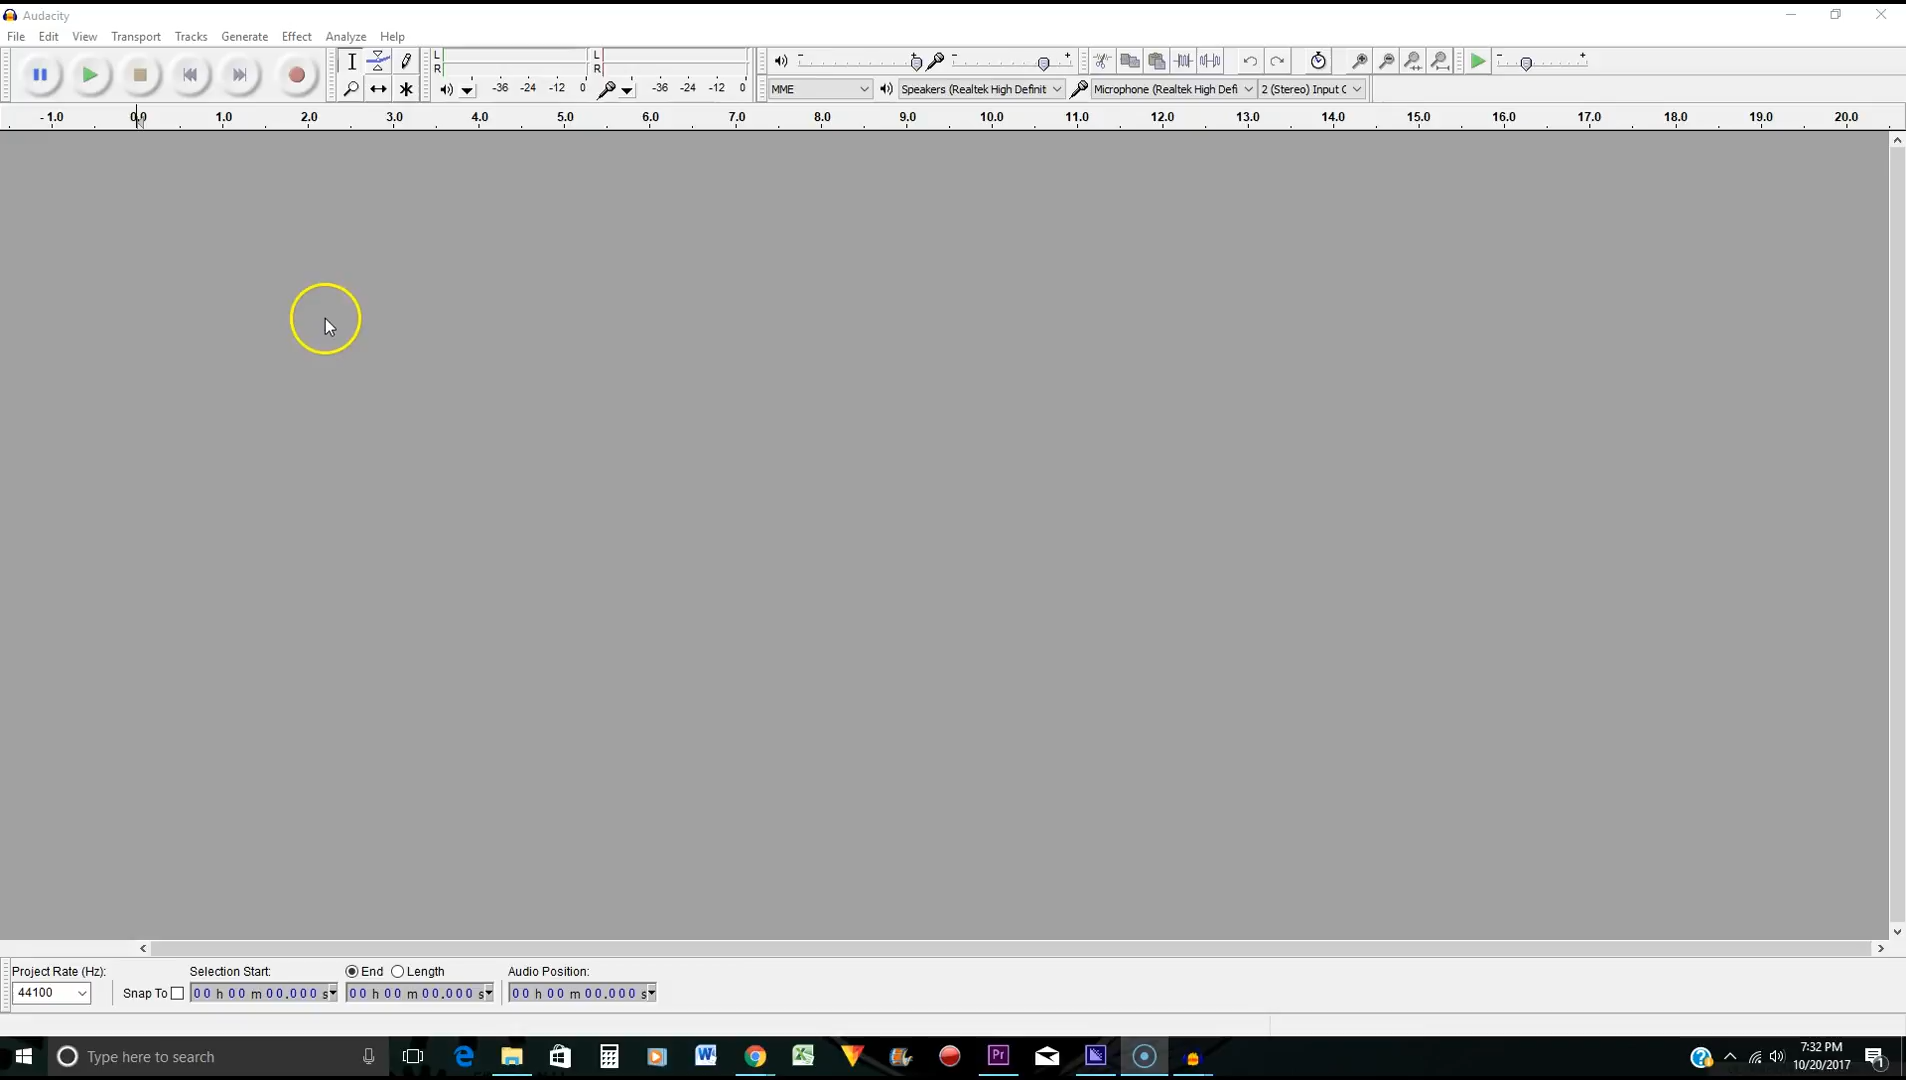 Audacity
File Edit View Transport Tracks Generate Effect Analyze Help
L
R
L
R
-36 -24 -12 0
-36 -24 -12 0
MME
Speakers (Realtek High Definit
Microphone (Realtek High Defi
2 (Stereo) Input C
- 1.0 0.0 1.0 2.0 3.0 4.0 5.0 6.0 7.0 8.0 9.0 10.0 11.0 12.0 13.0 14.0 15.0 16.0 17.0 18.0 19.0 20.0
Project Rate (Hz): Selection Start: End Length Audio Position:
44100 Snap To 00 h 00 m 00.000 s 00 h 00 m 00.000 s 00 h 00 m 00.000 s
Type here to search
7:32 PM
10/20/2017
1